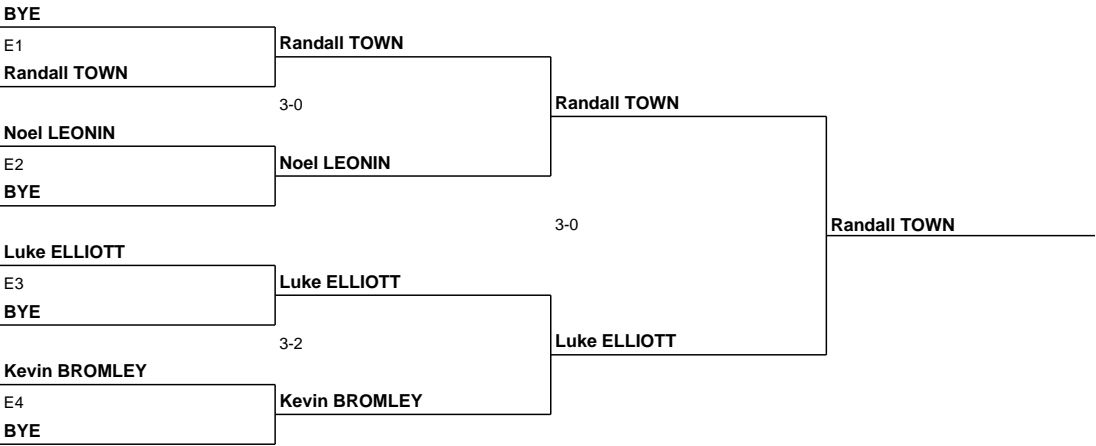 BYE
E1
Randall TOWN
Randall TOWN
3-0
Randall TOWN
Noel LEONIN
E2
Noel LEONIN
BYE
3-0
Randall TOWN
Luke ELLIOTT
E3
Luke ELLIOTT
BYE
3-2
Luke ELLIOTT
Kevin BROMLEY
E4
Kevin BROMLEY
BYE